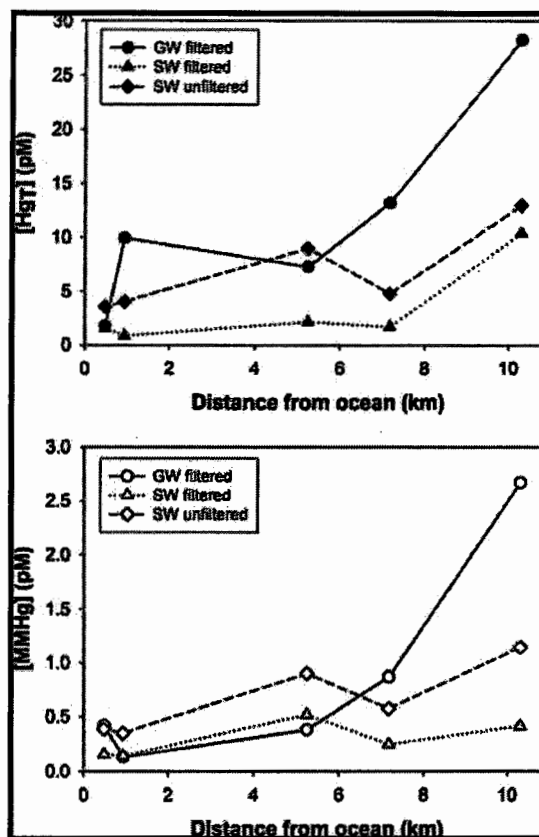 30
25
20
15
10
5
0
[HgT] (pM)
GW filtered
SW filtered
SW unfiltered
0 2 4 6 8 10
Distance from ocean (km)
3.0
2.5
2.0
1.5
1.0
0.5
0.0
[MMHg] (pM)
GW filtered
SW filtered
SW unfiltered
0 2 4 6 8 10
Distance from ocean (km)